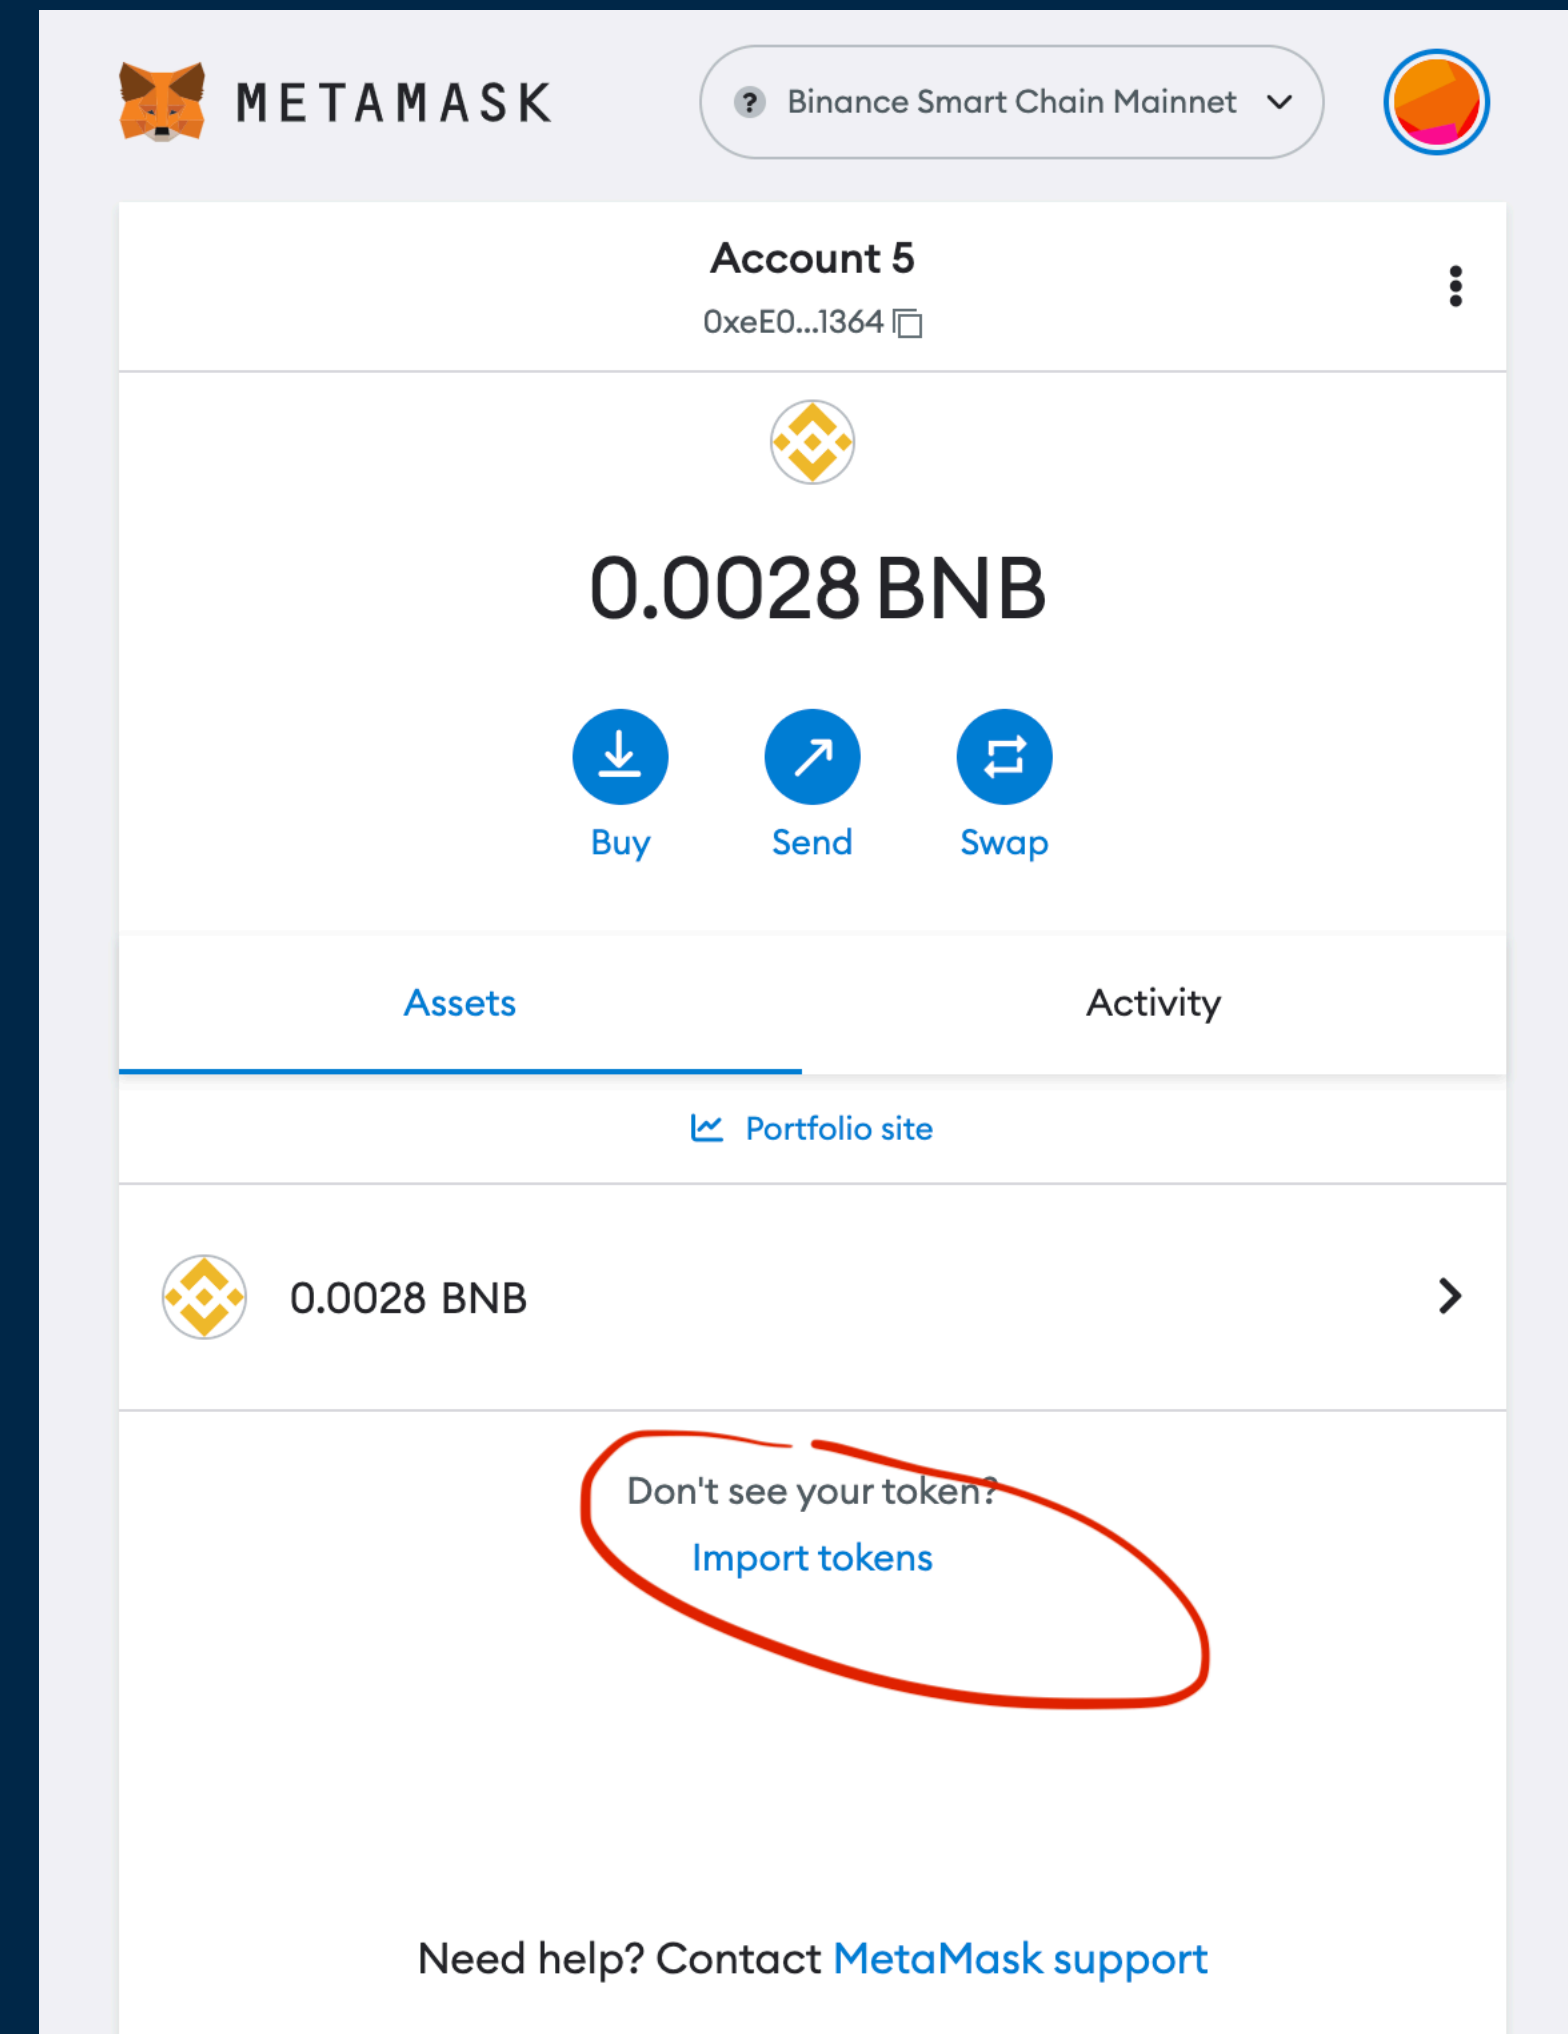 METAMASK
? Binance Smart Chain Mainnet
Account 5
0xeE0...1364
0.0028 BNB
Buy Send Swap
Assets Activity
Portfolio site
0.0028 BNB
Don't see your token?
Import tokens
Need help? Contact MetaMask support